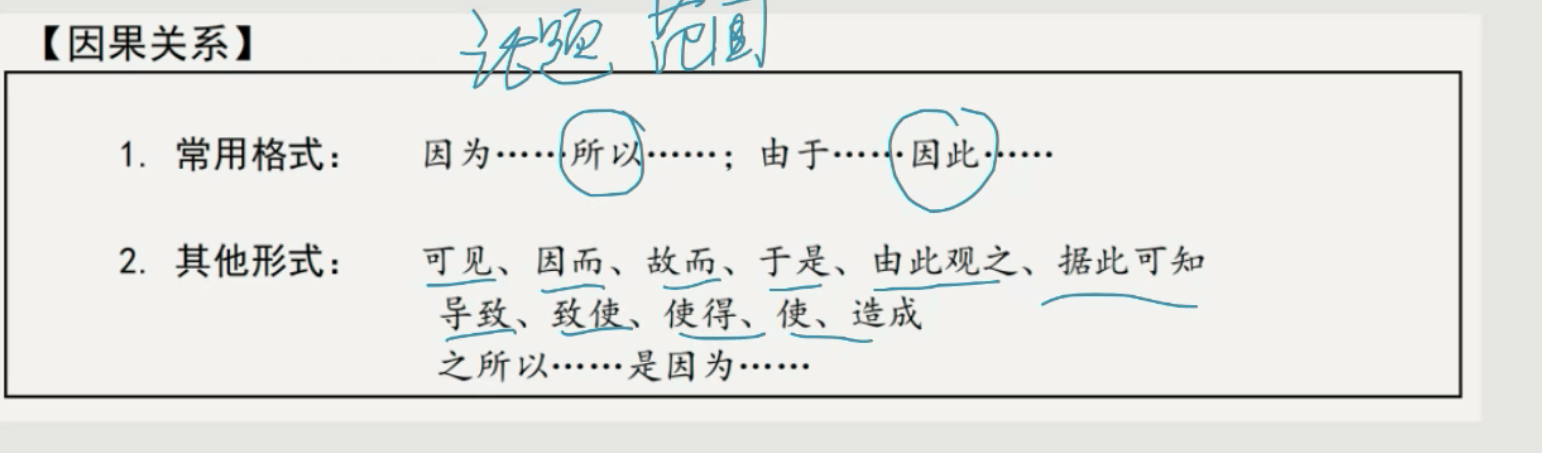 话题 范围
【因果关系】
1. 常用格式： 因为……所以……；由于……因此……
2. 其他形式： 可见、因而、故而、于是、由此观之、据此可知
导致、致使、使得、使、造成
之所以……是因为……